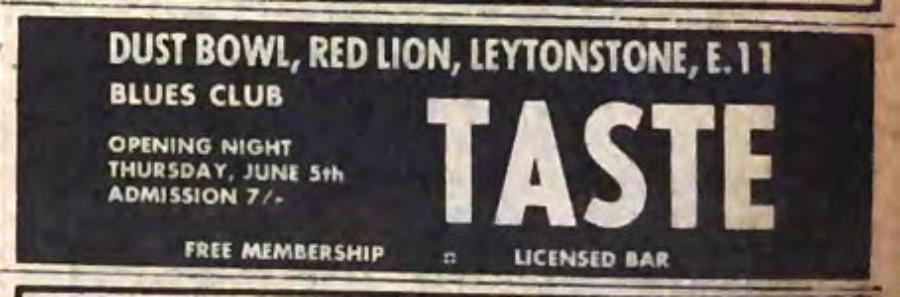 DUST BOWL, RED LION, LEYTONSTONE, E.11
BLUES CLUB
TASTE
OPENING NIGHT
THURSDAY, JUNE 5th
ADMISSION 7/-
FREE MEMBERSHIP :: LICENSED BAR